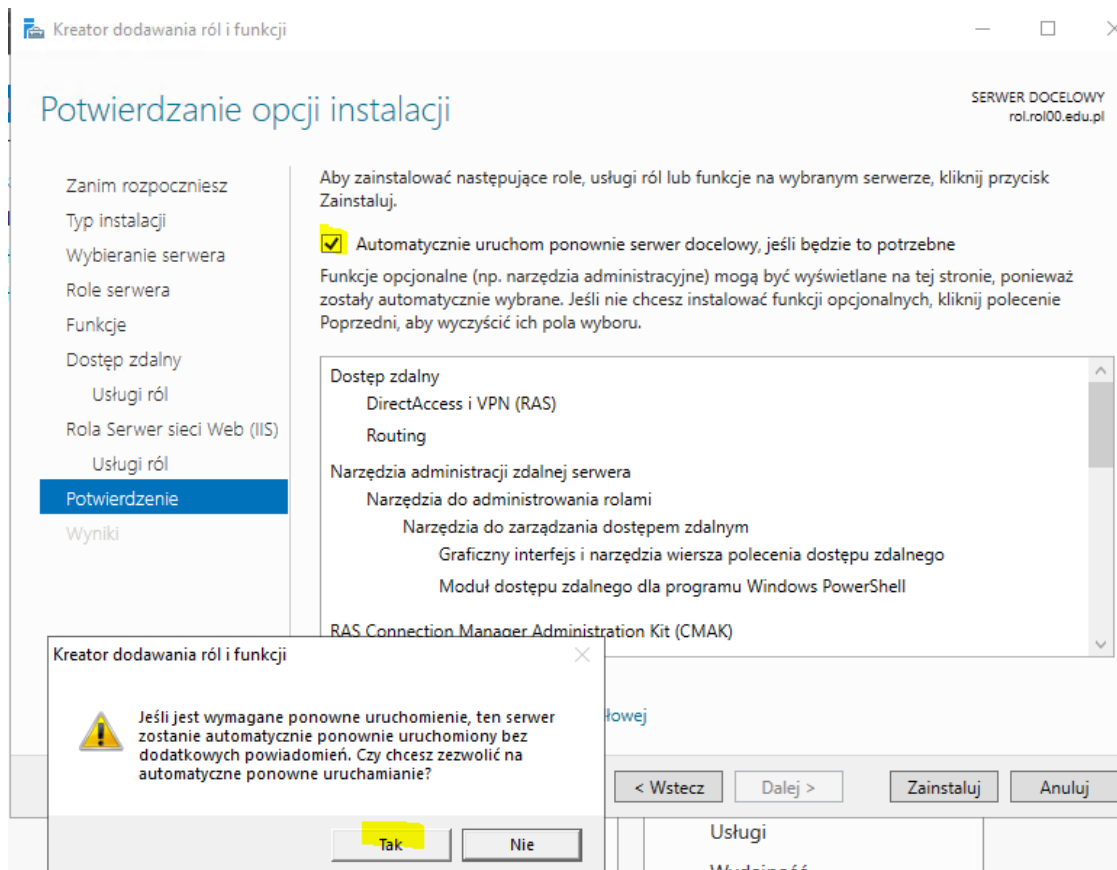 Kreator dodawania ról i funkcji
Potwierdzanie opcji instalacji
SERWER DOCELOWY
rol.rol00.edu.pl
Zanim rozpoczniesz
Typ instalacji
Wybieranie serwera
Role serwera
Funkcje
Dostęp zdalny
Usługi ról
Rola Serwer sieci Web (IIS)
Usługi ról
Potwierdzenie
Wyniki
Aby zainstalować następujące role, usługi ról lub funkcje na wybranym serwerze, kliknij przycisk
Zainstaluj.
Automatycznie uruchom ponownie serwer docelowy, jeśli będzie to potrzebne
Funkcje opcjonalne (np. narzędzia administracyjne) mogą być wyświetlane na tej stronie, ponieważ
zostały automatycznie wybrane. Jeśli nie chcesz instalować funkcji opcjonalnych, kliknij polecenie
Poprzedni, aby wyczyścić ich pola wyboru.
Dostęp zdalny
DirectAccess i VPN (RAS)
Routing
Narzędzia administracji zdalnej serwera
Narzędzia do administrowania rolami
Narzędzia do zarządzania dostępem zdalnym
Graficzny interfejs i narzędzia wiersza polecenia dostępu zdalnego
Moduł dostępu zdalnego dla programu Windows PowerShell
RAS Connection Manager Administration Kit (CMAK)
Kreator dodawania ról i funkcji
Jeśli jest wymagane ponowne uruchomienie, ten serwer
zostanie automatycznie ponownie uruchomiony bez
dodatkowych powiadomień. Czy chcesz zezwolić na
automatyczne ponowne uruchamianie?
Tak
Nie
< Wstecz
Dalej >
Zainstaluj
Anuluj
Usługi